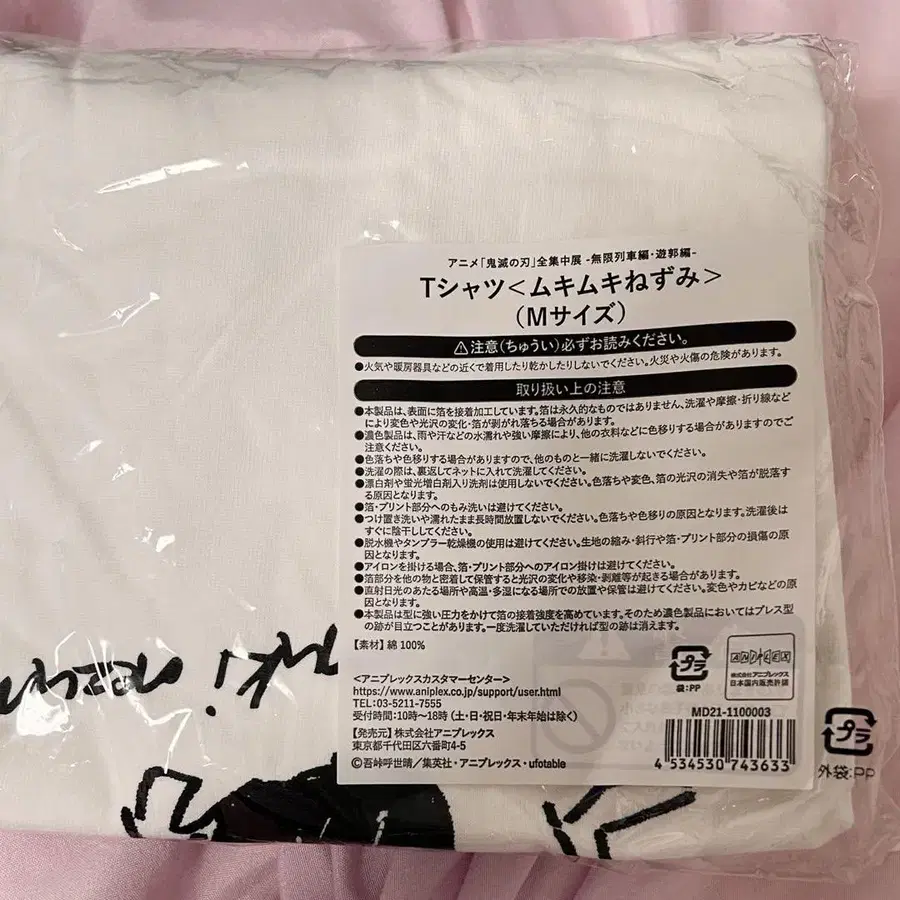 アニメ「鬼滅の刃」全集中展 -無限列車編・遊郭編-
Tシャツ<ムキムキねずみ>
(Mサイズ)
⚠注意(ちゅうい)必ずお読みください。
●火気や暖房器具などの近くで着用したり乾かしたりしないでください。火災や火傷の危険があります。
取り扱い上の注意
●本製品は、表面に箔を接着加工しています。箔は永久的なものではありません、洗濯や摩擦・折り線など
により変色や光沢の変化・箔が剥がれ落ちる場合があります。
●濃色製品は、雨や汗などの水濡れや強い摩擦により、他の衣料などに色移りする場合がありますのでご
注意ください。
●色落ちや色移りする場合がありますので、他のものと一緒に洗濯しないでください。
●洗濯の際は、裏返してネットに入れて洗濯してください。
●漂白剤や蛍光増白剤入り洗剤は使用しないでください。色落ちや変色、箔の光沢の消失や箔が脱落す
る原因となります。
●箔・プリント部分へのもみ洗いは避けてください。
●つけ置き洗いや濡れたまま長時間放置しないでください。色落ちや色移りの原因となります。洗濯後は
すぐに陰干ししてください。
●脱水機やタンブラー乾燥機の使用は避けてください。生地の縮み・斜行や箔・プリント部分の損傷の原
因となります。
●アイロンを掛ける場合、箔・プリント部分へのアイロン掛けは避けてください。
●箔部分を他の物と密着して保管すると光沢の変化や移染・剥離等が起きる場合があります。
●直射日光のあたる場所や高温・多湿になる場所での放置や保管は避けてください。変色やカビなどの原
因となります。
●本製品は型に強い圧力をかけて箔の接着強度を高めています。そのため濃色製品においてはプレス型
の跡が目立つことがあります。一度洗濯していただければ型の跡は消えます。
【素材】綿100%
<アニプレックスカスタマーセンター>
https://www.aniplex.co.jp/support/user.html
TEL:03-5211-7555
受付時間:10時〜18時(土・日・祝日・年末年始は除く)
【発売元】株式会社アニプレックス
東京都千代田区六番町4-5
©吾峠呼世晴/集英社・アニプレックス・ufotable
プラ
袋:PP
ANIPLEX
株式会社アニプレックス
日本国内販売許諾
MD21-1100003
4 534530 743633
プラ
外袋:PP